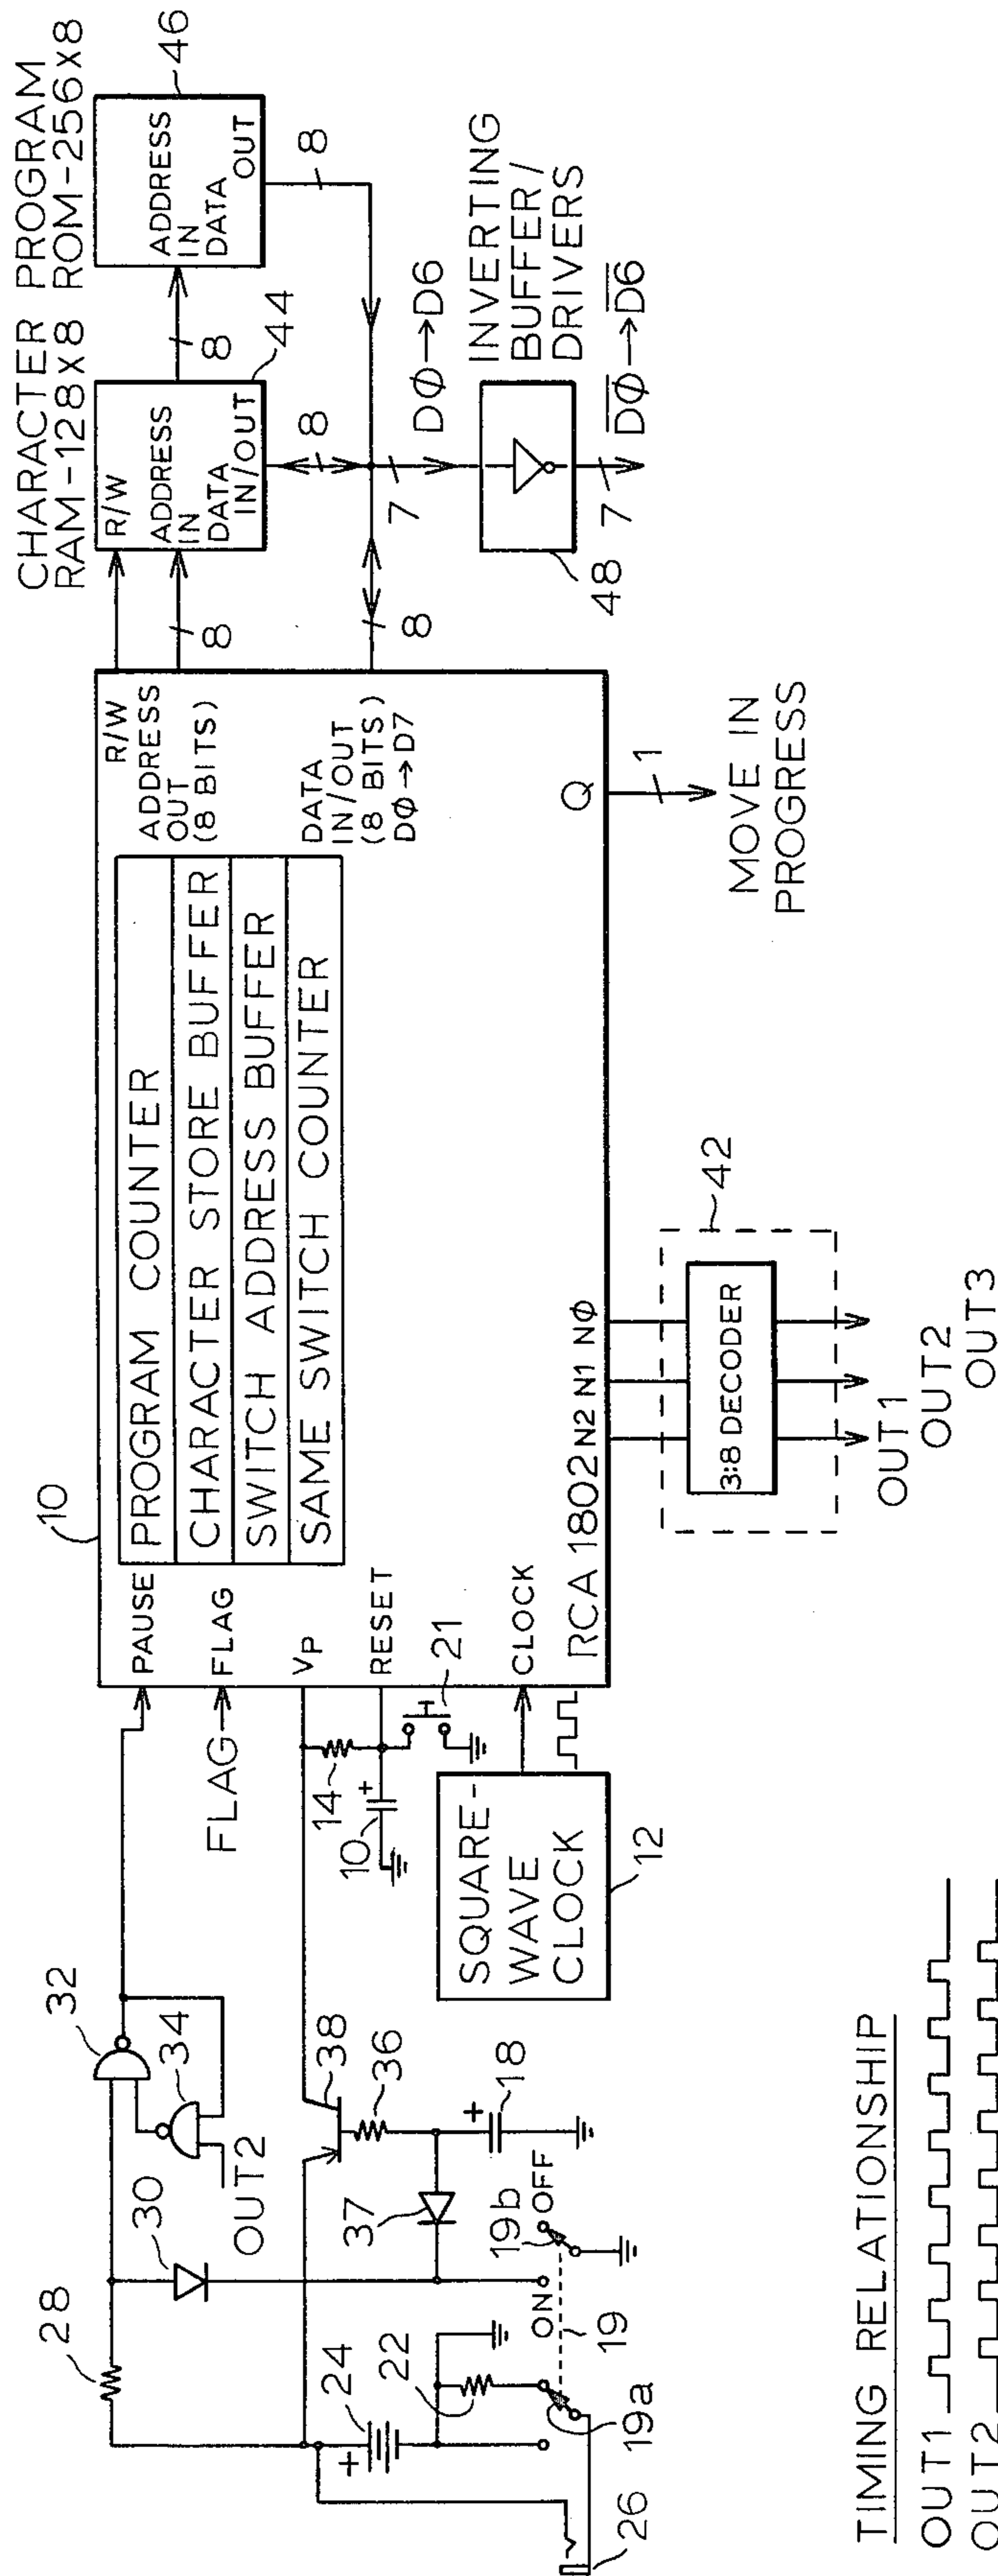 CHARACTER PROGRAM
RAM-128x8 ROM-256x8
R/W
ADDRESS
IN
DATA
IN/OUT
44
8
ADDRESS
IN
DATA
OUT
46
8
8
8
8
7
DØ→D6
INVERTING
BUFFER/
DRIVERS
48
7
D̅Ø̅→D̅6̅
10
PAUSE
FLAG
FLAG
VP
RESET
CLOCK
RCA 1802
N2 N1 NØ
PROGRAM COUNTER
CHARACTER STORE BUFFER
SWITCH ADDRESS BUFFER
SAME SWITCH COUNTER
R/W
ADDRESS
OUT
(8 BITS)
DATA
IN/OUT
(8 BITS)
DØ→D7
Q
1
MOVE IN
PROGRESS
42
3:8 DECODER
OUT1
OUT2
OUT3
28
30
32
34
OUT2
38
36
37
+
18
14
10
+
21
SQUARE-
WAVE
CLOCK
12
+
24
22
ON
OFF
19b
19
19a
26
TIMING RELATIONSHIP
OUT1
OUT2